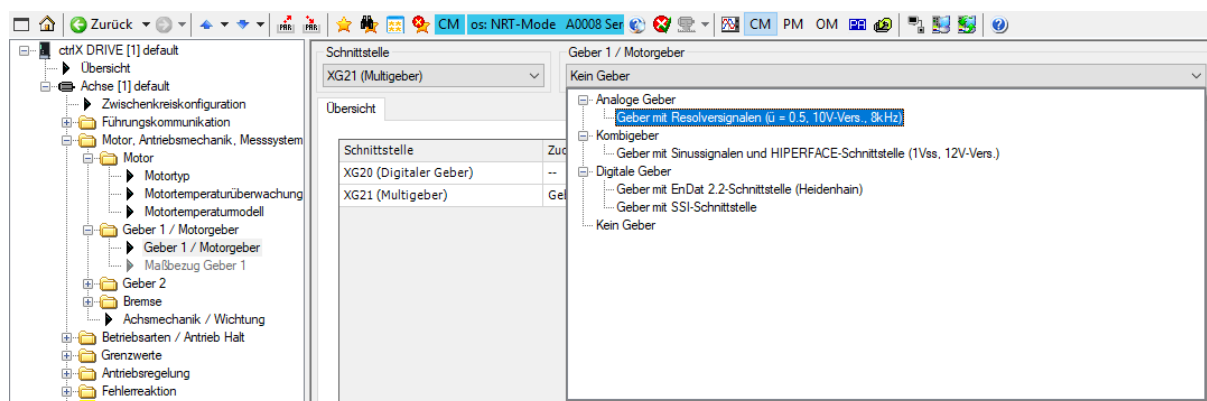 Zurück
PAR
PAR
CM
os: NRT-Mode
A0008 Ser
CM
PM
OM
ctrlX DRIVE [1] default
Übersicht
Achse [1] default
Zwischenkreiskonfiguration
Führungskommunikation
Motor, Antriebsmechanik, Messsystem
Motor
Motortyp
Motortemperaturüberwachung
Motortemperaturmodell
Geber 1 / Motorgeber
Geber 1 / Motorgeber
Maßbezug Geber 1
Geber 2
Bremse
Achsmechanik / Wichtung
Betriebsarten / Antrieb Halt
Grenzwerte
Antriebsregelung
Fehlerreaktion
Schnittstelle
XG21 (Multigeber)
Geber 1 / Motorgeber
Kein Geber
Übersicht
Schnittstelle
Zuc
XG20 (Digitaler Geber)
--
XG21 (Multigeber)
Gel
Analoge Geber
Geber mit Resolversignalen (ü = 0.5, 10V-Vers., 8kHz)
Kombigeber
Geber mit Sinussignalen und HIPERFACE-Schnittstelle (1Vss, 12V-Vers.)
Digitale Geber
Geber mit EnDat 2.2-Schnittstelle (Heidenhain)
Geber mit SSI-Schnittstelle
Kein Geber